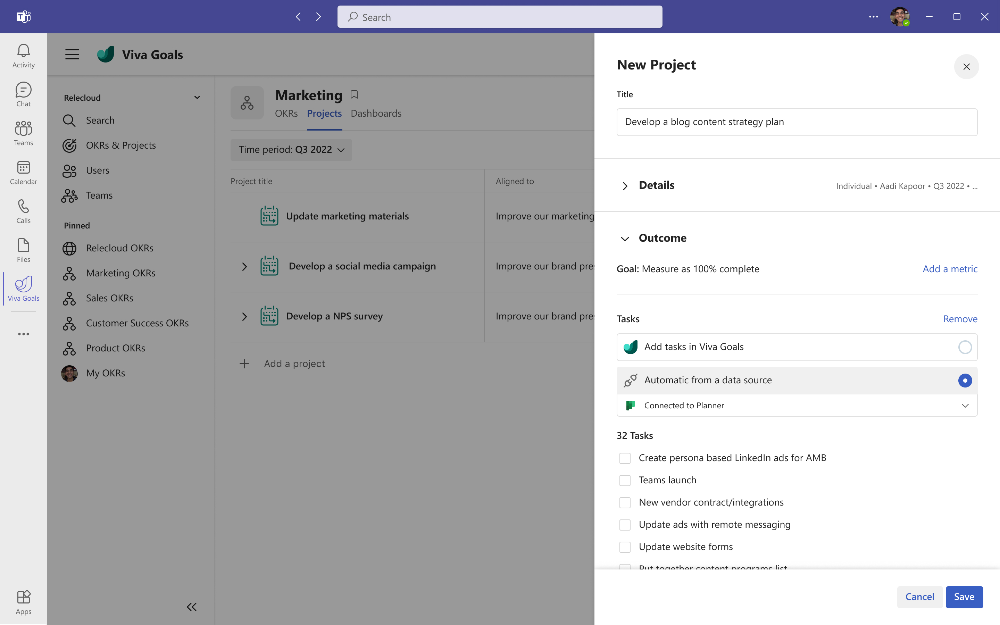 Search
Activity
Chat
Teams
Calendar
Calls
Files
Viva Goals
Apps
Viva Goals
Relecloud
Search
OKRs & Projects
Users
Teams
Pinned
Relecloud OKRs
Marketing OKRs
Sales OKRs
Customer Success OKRs
Product OKRs
My OKRs
Marketing
OKRs Projects Dashboards
Time period: Q3 2022
Project title Aligned to
Update marketing materials Improve our marketing
Develop a social media campaign Improve our brand pres
Develop a NPS survey Improve our brand pres
Add a project
New Project
Title
Develop a blog content strategy plan
Details Individual • Aadi Kapoor • Q3 2022 • ...
Outcome
Goal: Measure as 100% complete Add a metric
Tasks Remove
Add tasks in Viva Goals
Automatic from a data source
Connected to Planner
32 Tasks
Create persona based LinkedIn ads for AMB
Teams launch
New vendor contract/integrations
Update ads with remote messaging
Update website forms
Put together content programs list
Cancel Save